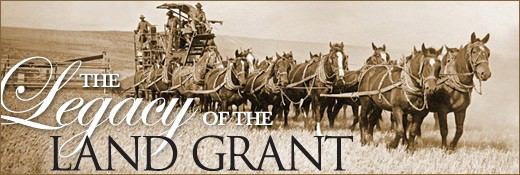 THE
Legacy OF THE
LAND GRANT